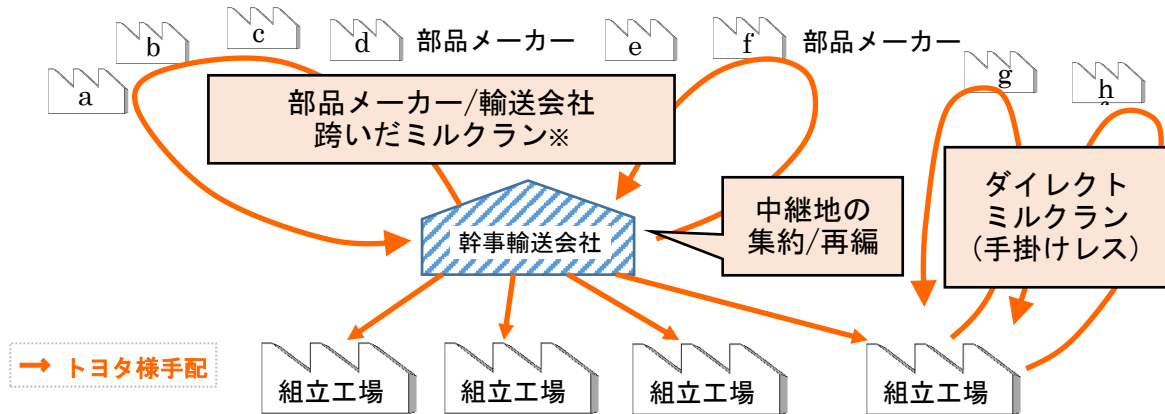 b
c
d
部品メーカー
e
f
部品メーカー
a
g
h
部品メーカー/輸送会社
跨いだミルクラン※
ダイレクト
ミルクラン
(手掛けレス)
中継地の
集約/再編
幹事輸送会社
→ トヨタ様手配
組立工場
組立工場
組立工場
組立工場